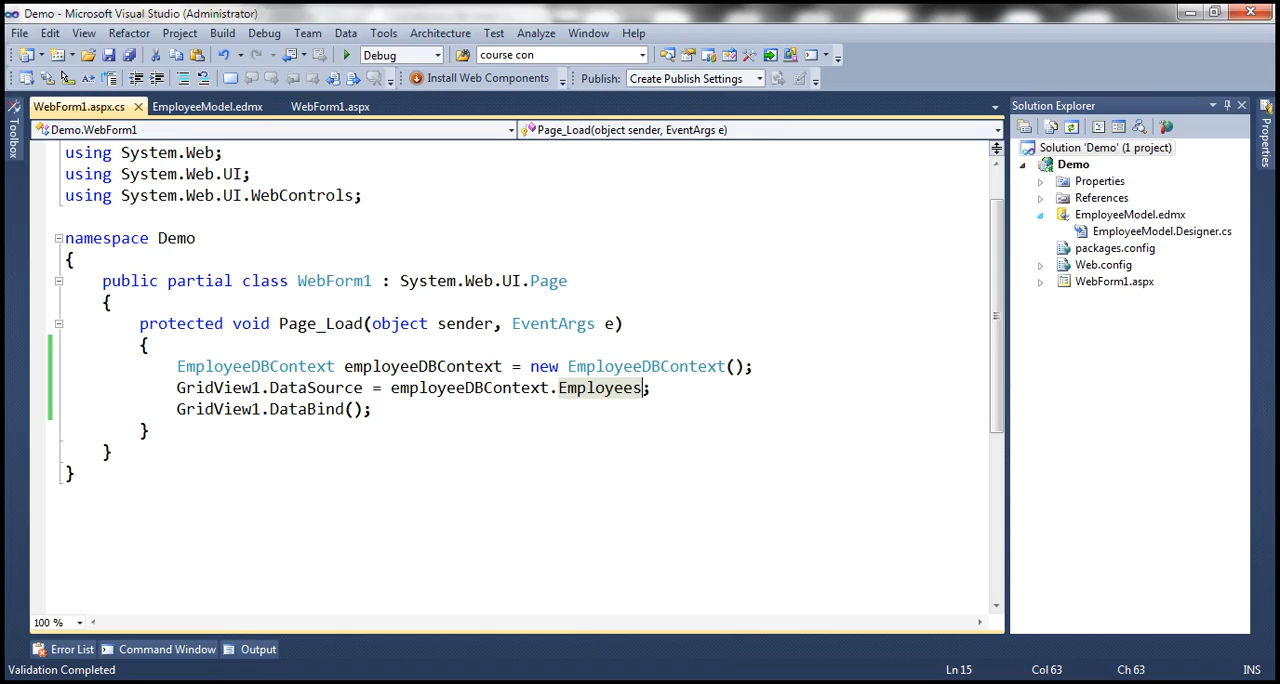 Demo - Microsoft Visual Studio (Administrator)
File Edit View Refactor Project Build Debug Team Data Tools Architecture Test Analyze Window Help
Debug course con
Install Web Components Publish: Create Publish Settings
WebForm1.aspx.cs EmployeeModel.edmx WebForm1.aspx
Demo.WebForm1 Page_Load(object sender, EventArgs e)
using System.Web;
using System.Web.UI;
using System.Web.UI.WebControls;
namespace Demo
{
public partial class WebForm1 : System.Web.UI.Page
{
protected void Page_Load(object sender, EventArgs e)
{
EmployeeDBContext employeeDBContext = new EmployeeDBContext();
GridView1.DataSource = employeeDBContext.Employees;
GridView1.DataBind();
}
}
}
100 %
Toolbox
Solution Explorer
Solution 'Demo' (1 project)
Demo
Properties
References
EmployeeModel.edmx
EmployeeModel.Designer.cs
packages.config
Web.config
WebForm1.aspx
Properties
Error List Command Window Output
Validation Completed Ln 15 Col 63 Ch 63 INS